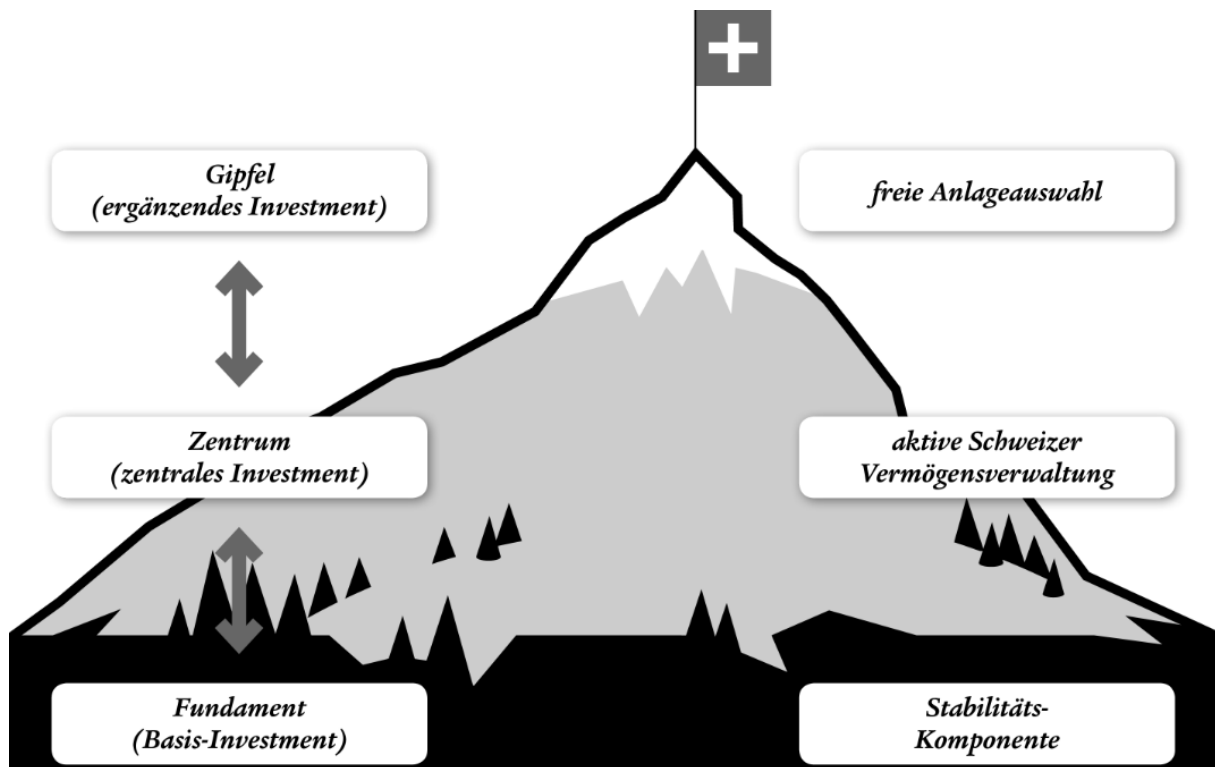 Gipfel
(ergänzendes Investment)
freie Anlageauswahl
Zentrum
(zentrales Investment)
aktive Schweizer
Vermögensverwaltung
Fundament
(Basis-Investment)
Stabilitäts-
Komponente